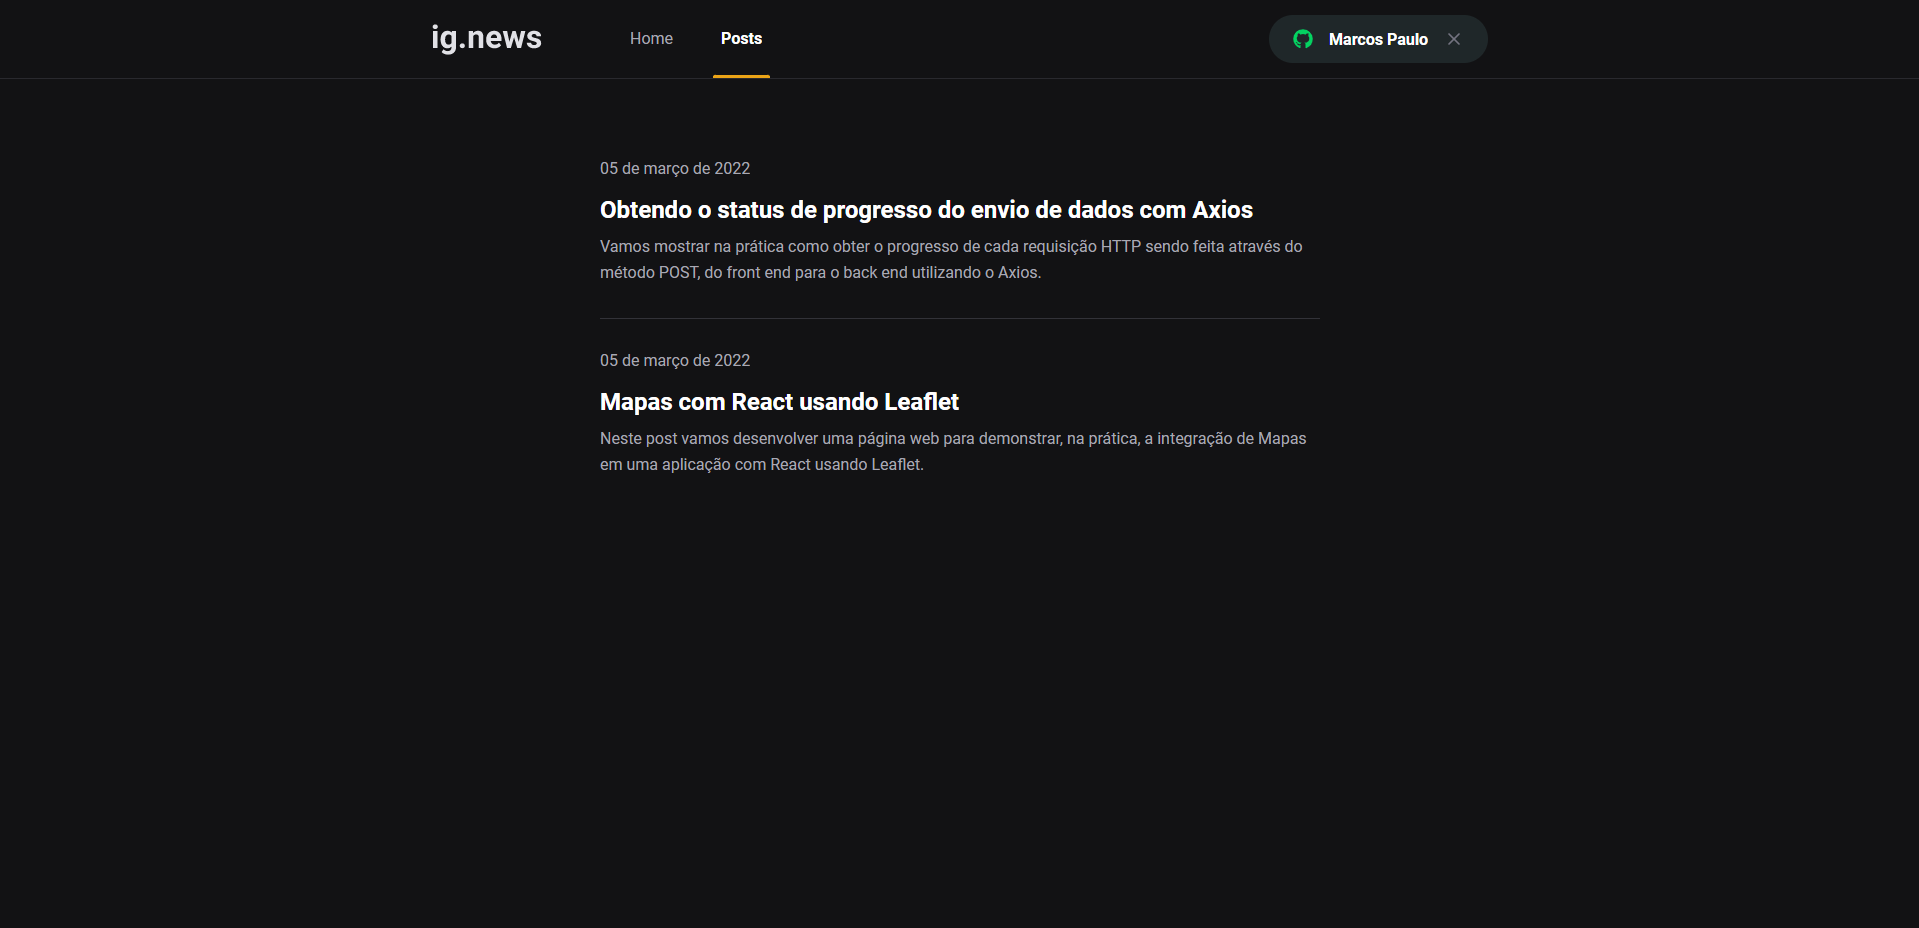 ig.news
Home
Posts
Marcos Paulo
05 de março de 2022
Obtendo o status de progresso do envio de dados com Axios
Vamos mostrar na prática como obter o progresso de cada requisição HTTP sendo feita através do
método POST, do front end para o back end utilizando o Axios.
05 de março de 2022
Mapas com React usando Leaflet
Neste post vamos desenvolver uma página web para demonstrar, na prática, a integração de Mapas
em uma aplicação com React usando Leaflet.